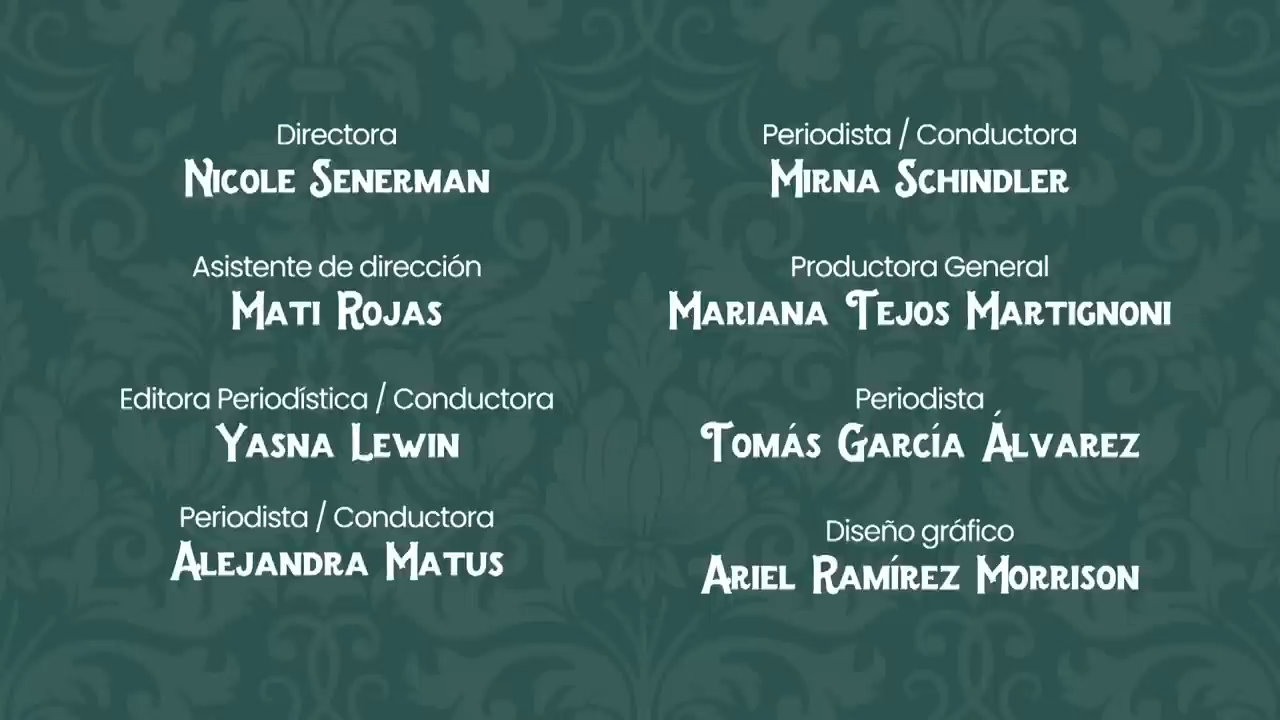 Directora
Nicole Senerman
Asistente de dirección
Mati Rojas
Editora Periodística / Conductora
Yasna Lewin
Periodista / Conductora
Alejandra Matus
Periodista / Conductora
Mirna Schindler
Productora General
Mariana Tejos Martignoni
Periodista
Tomás García Álvarez
Diseño gráfico
Ariel Ramírez Morrison